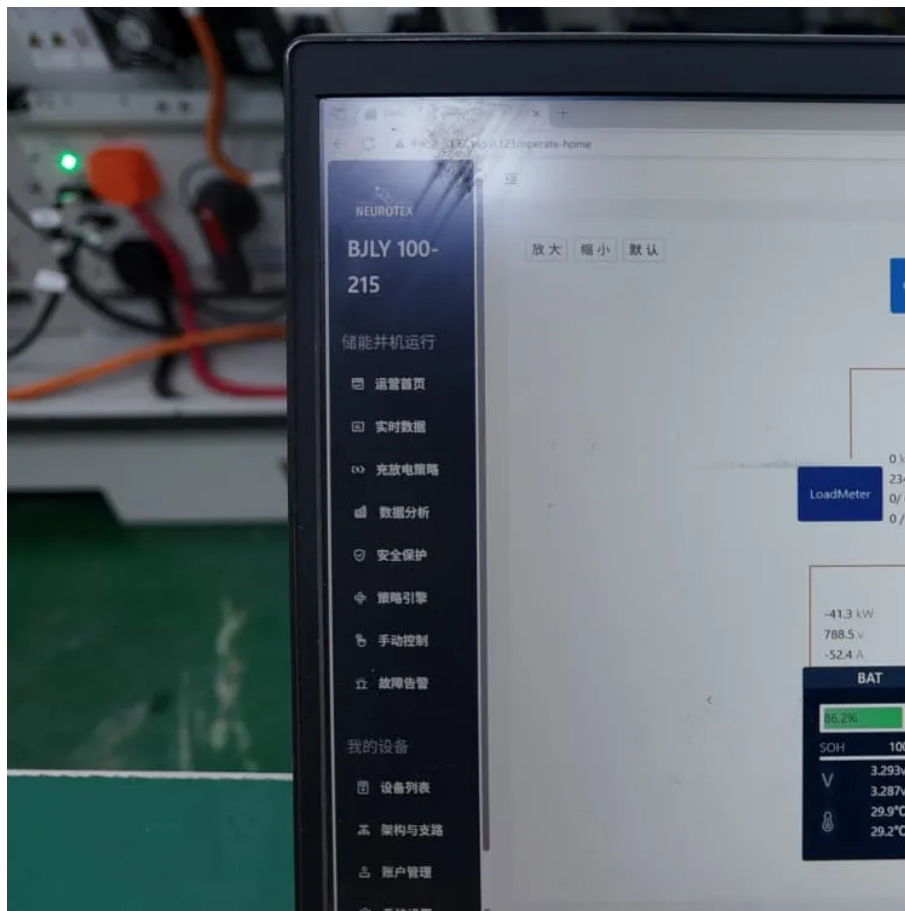 /operate-home
NEUROTEX
BJLY 100-
215
储能并机运行
运营首页
实时数据
充放电策略
数据分析
安全保护
策略引擎
手动控制
故障告警
我的设备
设备列表
架构与支路
账户管理
放大 缩小 默认
LoadMeter
-41.3 kW
788.5 v
-52.4 A
BAT
86.2%
SOH 100
3.293v
3.287v
29.9°C
29.2°C